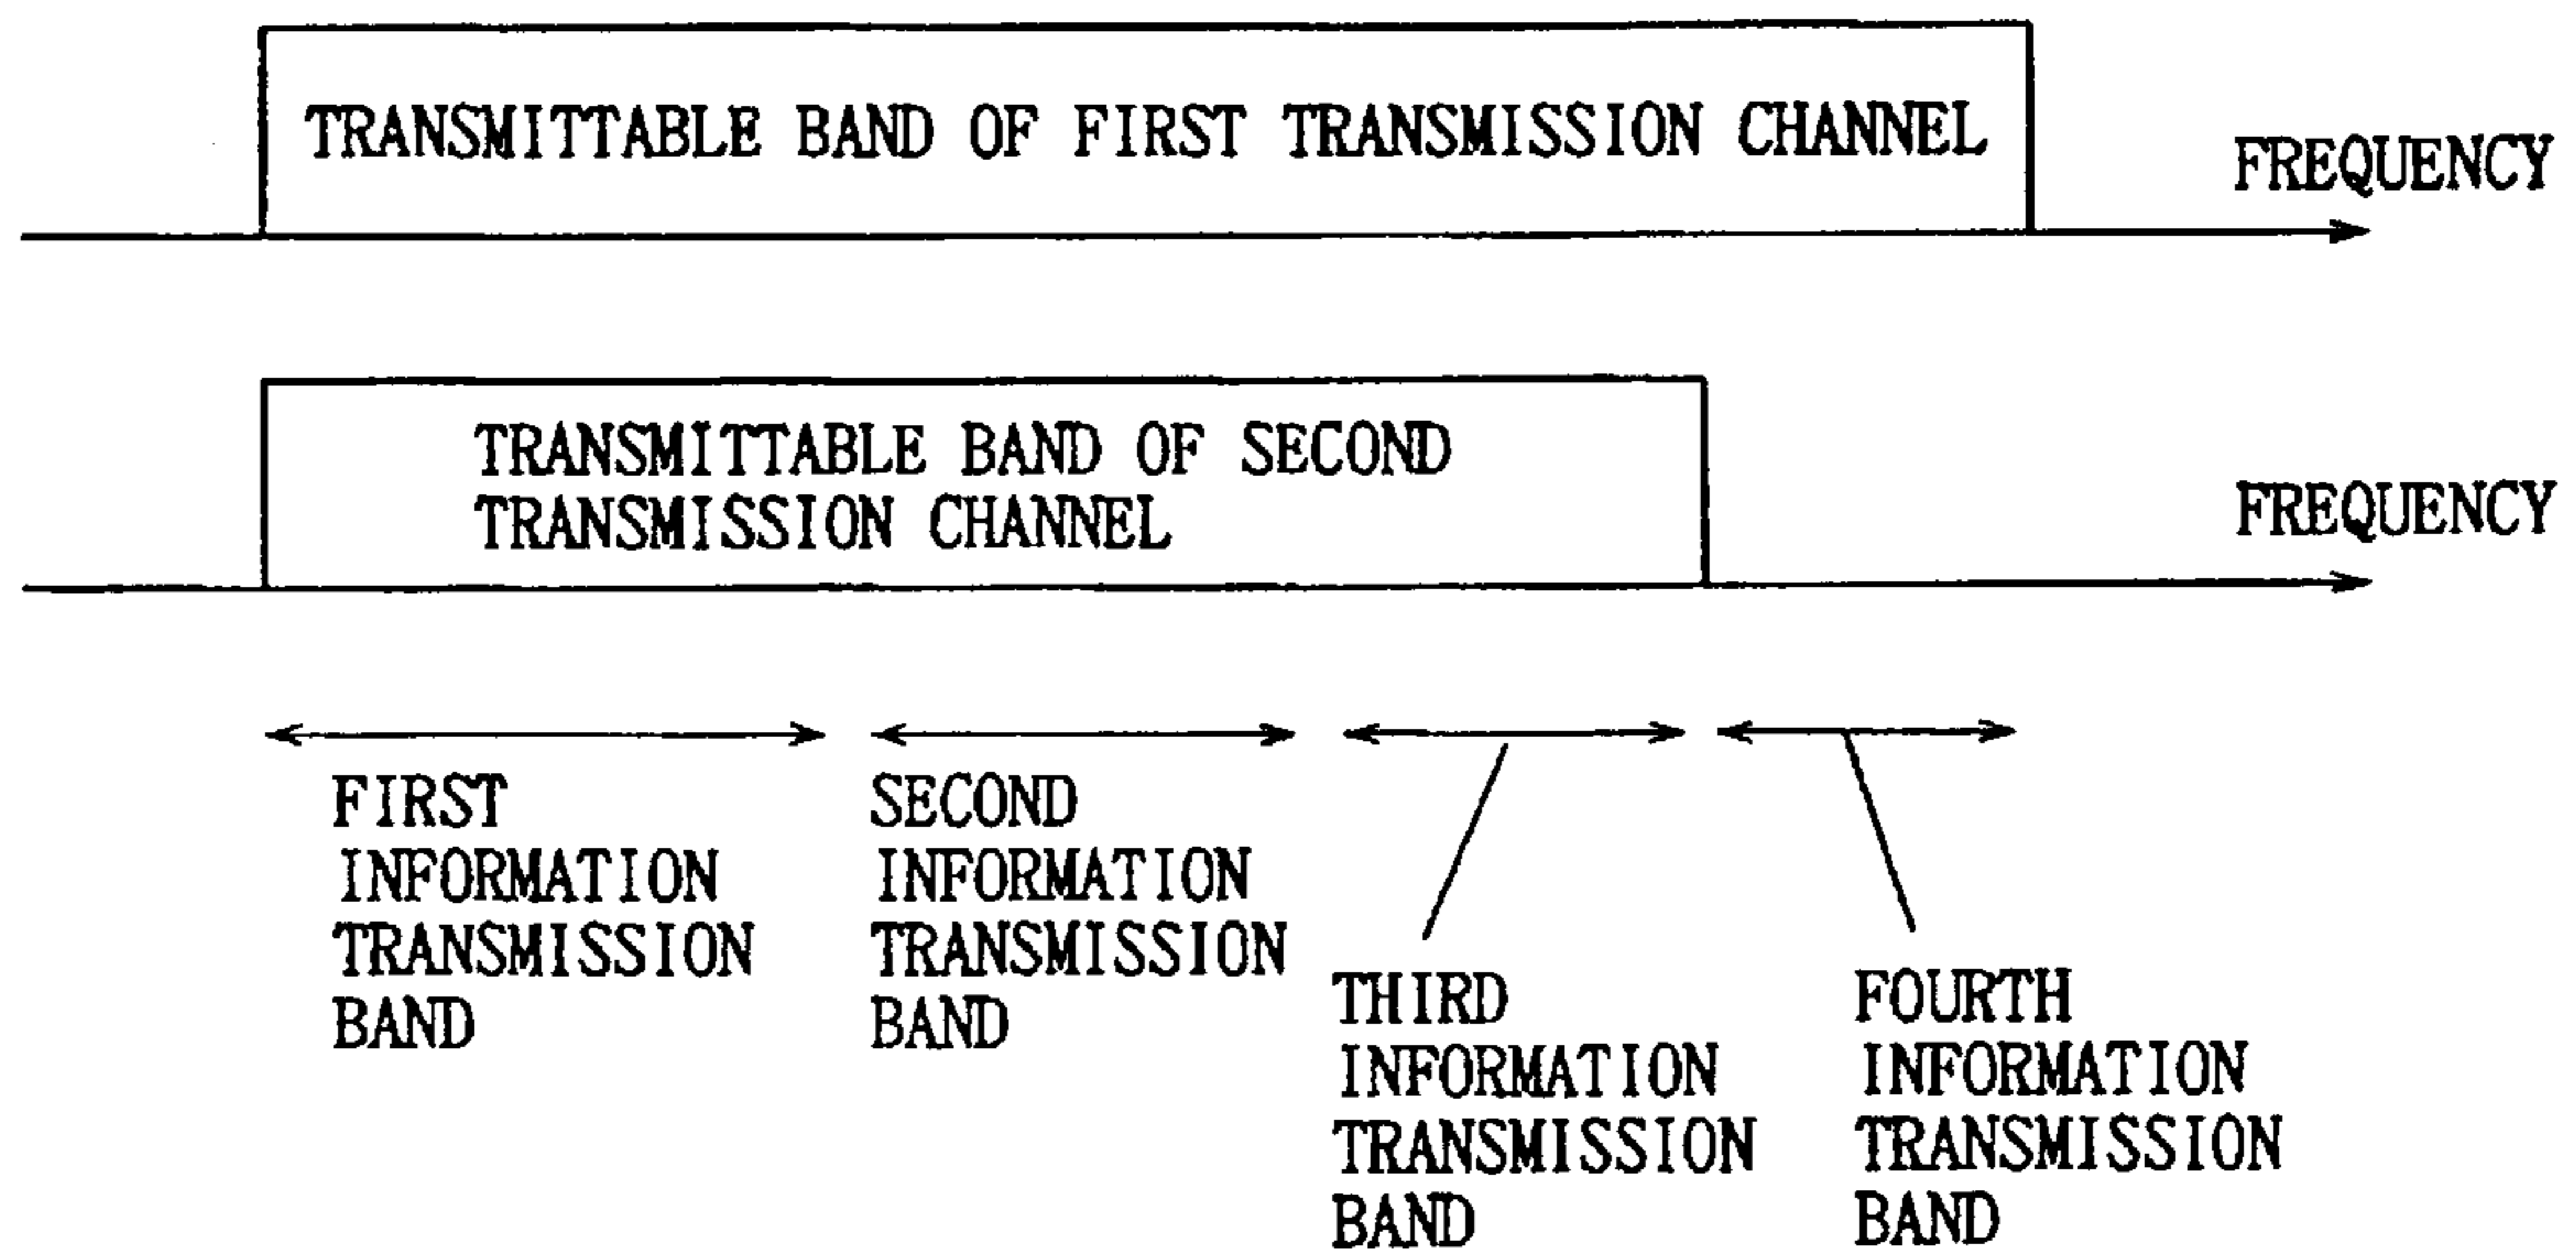 TRANSMITTABLE BAND OF FIRST TRANSMISSION CHANNEL
FREQUENCY
TRANSMITTABLE BAND OF SECOND
TRANSMISSION CHANNEL
FREQUENCY
FIRST
INFORMATION
TRANSMISSION
BAND
SECOND
INFORMATION
TRANSMISSION
BAND
THIRD
INFORMATION
TRANSMISSION
BAND
FOURTH
INFORMATION
TRANSMISSION
BAND